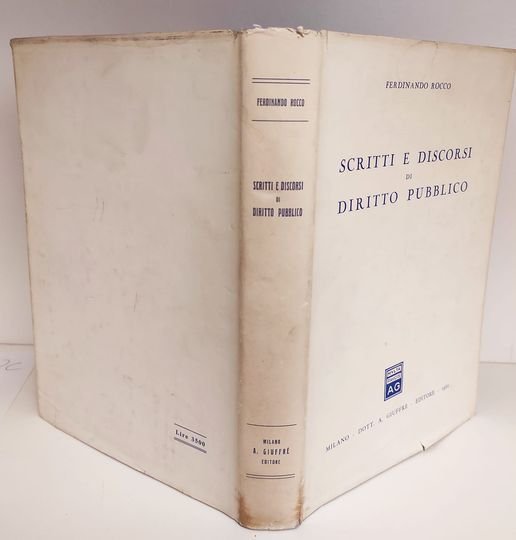 FERDINANDO ROCCO
SCRITTI E DISCORSI
DI
DIRITTO PUBBLICO
MILANO
A. GIUFFRÈ
EDITORE
Lire 3500
FERDINANDO ROCCO
SCRITTI E DISCORSI
DI
DIRITTO PUBBLICO
AG
MILANO · DOTT. A. GIUFFRÈ · EDITORE